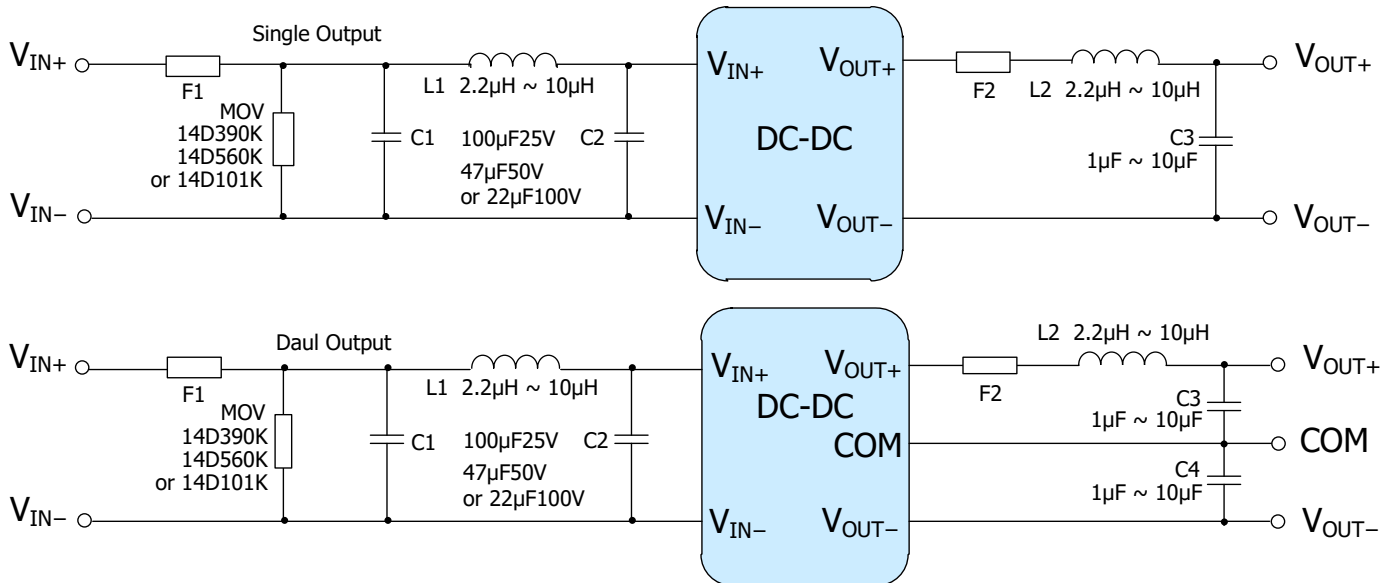 Single Output
VIN+
F1
MOV
14D390K
14D560K
or 14D101K
C1
L1 2.2µH ~ 10µH
100µF25V
47µF50V
or 22µF100V
C2
VIN−
VIN+
VOUT+
DC-DC
VIN−
VOUT−
F2
L2 2.2µH ~ 10µH
C3
1µF ~ 10µF
VOUT+
VOUT−
Daul Output
VIN+
F1
MOV
14D390K
14D560K
or 14D101K
C1
L1 2.2µH ~ 10µH
100µF25V
47µF50V
or 22µF100V
C2
VIN−
VIN+
VOUT+
DC-DC
COM
VIN−
VOUT−
L2 2.2µH ~ 10µH
F2
C3
1µF ~ 10µF
C4
1µF ~ 10µF
VOUT+
COM
VOUT−